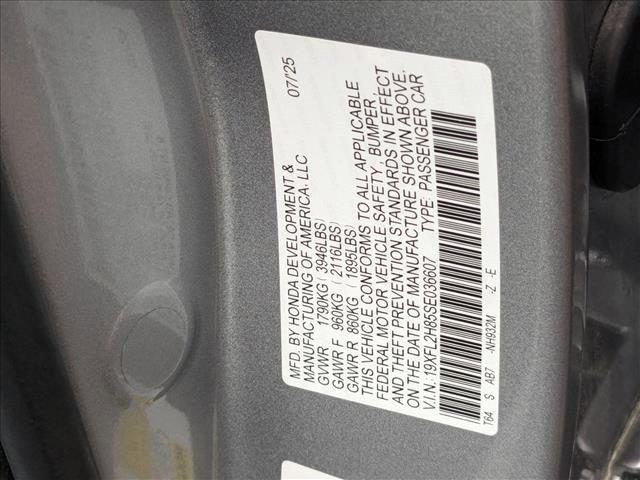 MFD. BY HONDA DEVELOPMENT & 07/'25
MANUFACTURING OF AMERICA, LLC
GVWR 1790KG (3946LBS)
GAWR F 960KG (2116LBS)
GAWR R 860KG (1895LBS)
THIS VEHICLE CONFORMS TO ALL APPLICABLE
FEDERAL MOTOR VEHICLE SAFETY, BUMPER,
AND THEFT PREVENTION STANDARDS IN EFFECT
ON THE DATE OF MANUFACTURE SHOWN ABOVE.
V.I.N.: 19XFL2H85SE036607 TYPE: PASSENGER CAR
T64 S AB7 -NH932M -Z -E